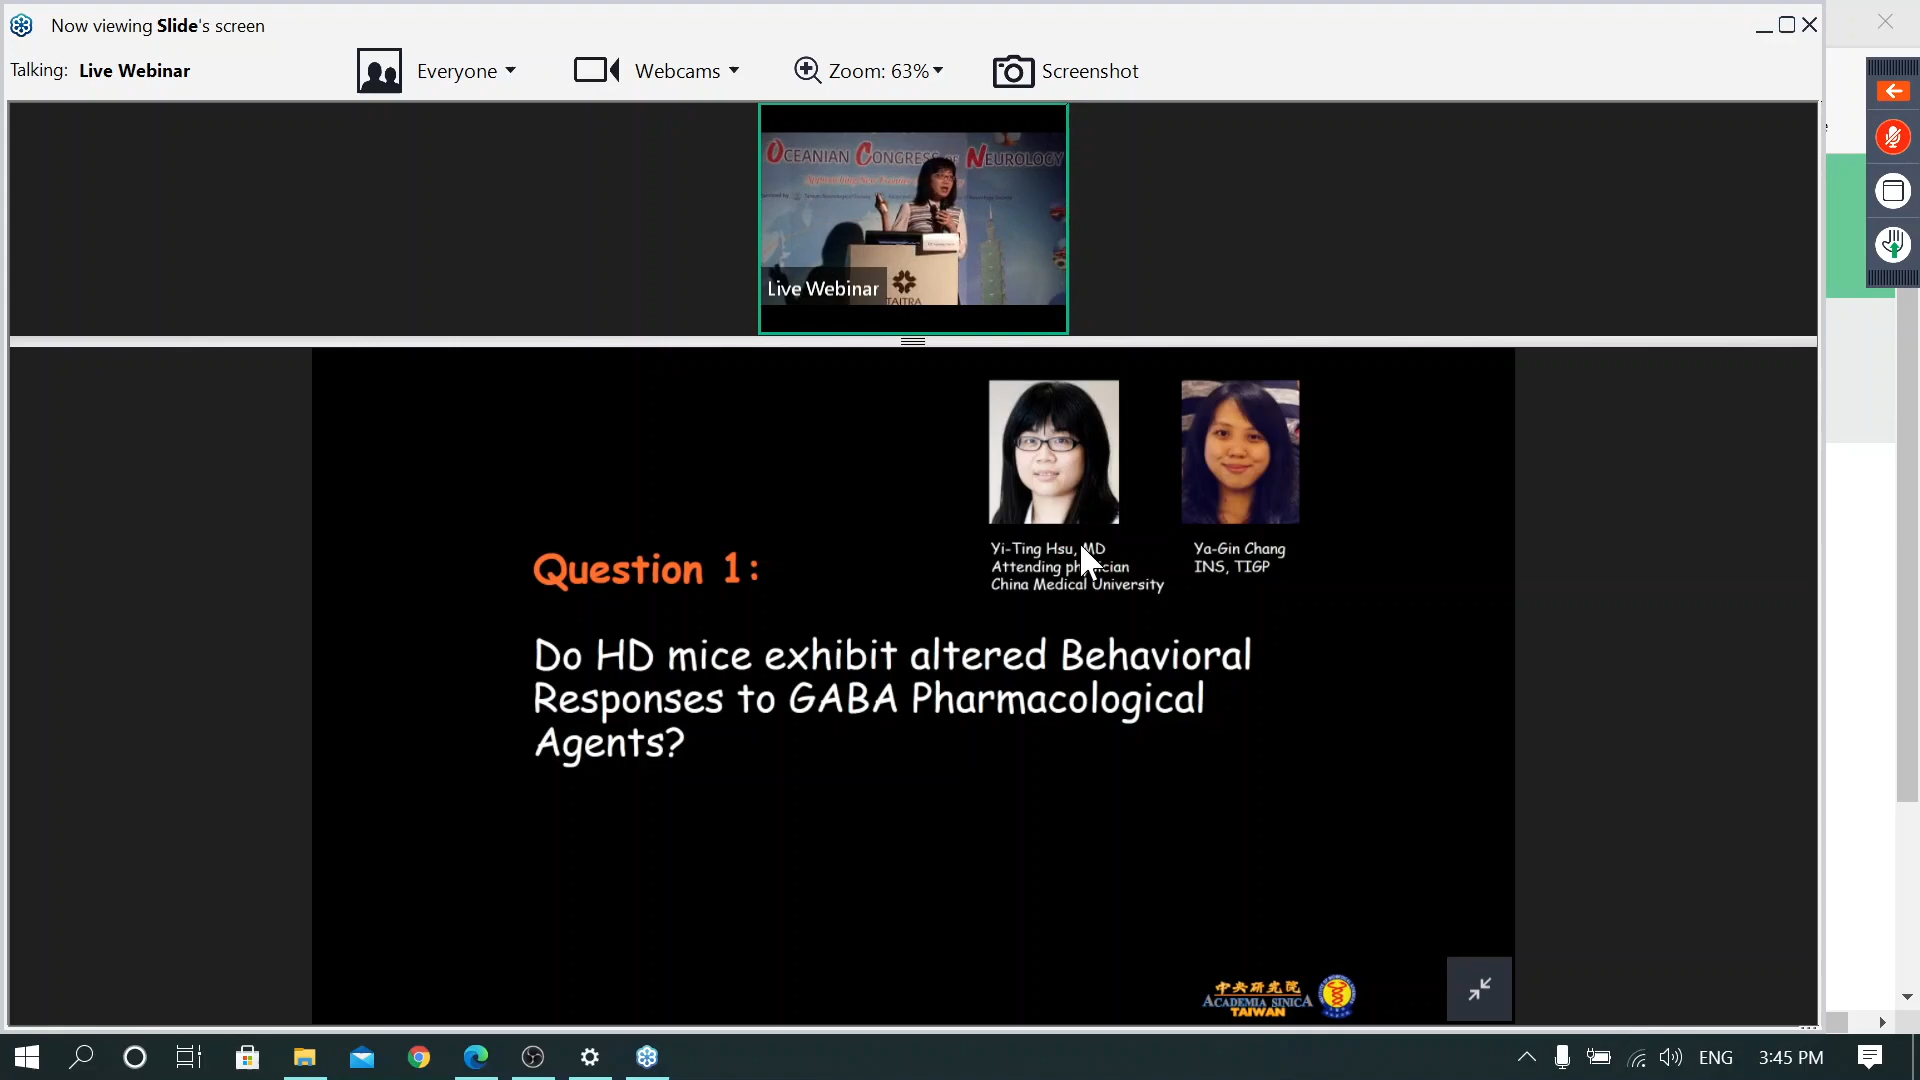 Now viewing Slide's screen
Talking: Live Webinar
Everyone
Webcams
Zoom: 63%
Screenshot
OCEANIAN CONGRESS OF NEUROLOGY
Live Webinar
TAITRA
Yi-Ting Hsu, MD
Attending
China Medical University
Ya-Gin Chang
INS, TIGP
Question 1:
Do HD mice exhibit altered Behavioral
Responses to GABA Pharmacological
Agents?
中央研究院
ACADEMIA SINICA
TAIWAN
ENG
3:45 PM